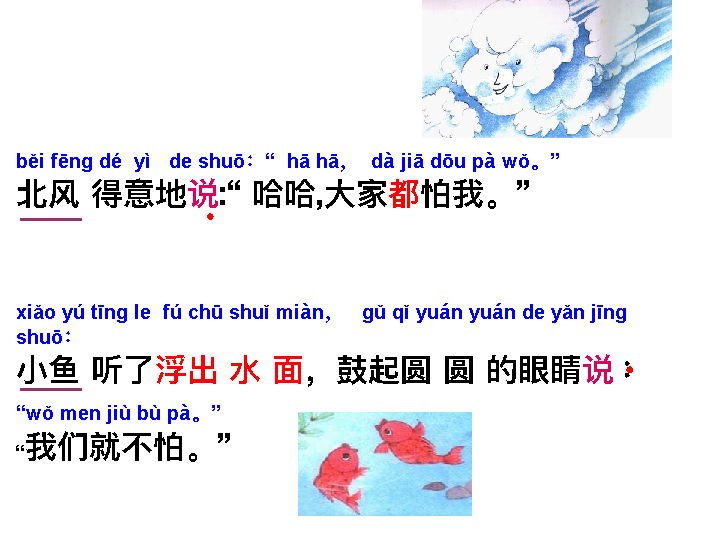 běi fēng dé yì de shuō：“ hā hā， dà jiā dōu pà wǒ。”
北风 得意地说:“ 哈哈,大家都怕我。”
xiǎo yú tīng le fú chū shuǐ miàn， gǔ qǐ yuán yuán de yǎn jīng
shuō：
小鱼 听了浮出 水 面，鼓起圆 圆 的眼睛说：
“wǒ men jiù bù pà。”
“我们就不怕。”